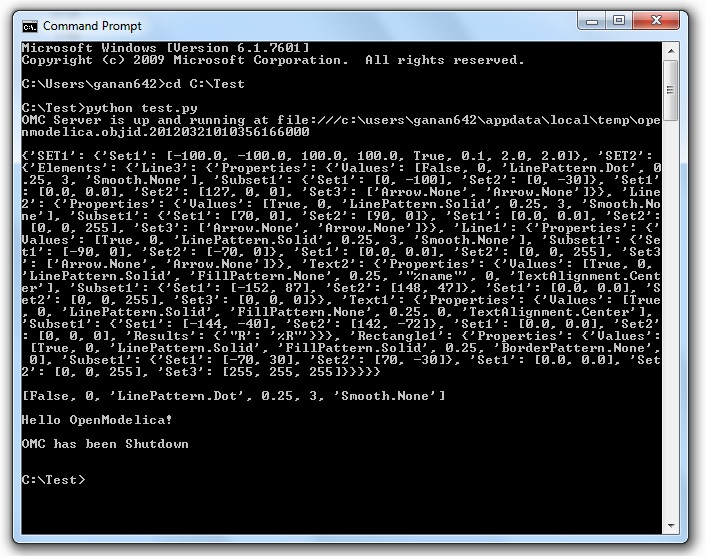 Command Prompt
Microsoft Windows [Version 6.1.7601]
Copyright (c) 2009 Microsoft Corporation.  All rights reserved.
C:\Users\ganan642>cd C:\Test
C:\Test>python test.py
OMC Server is up and running at file:///c:\users\ganan642\appdata\local\temp\ope
nmodelica.objid.20120321010356166000
{'SET1': {'Set1': [-100.0, -100.0, 100.0, 100.0, True, 0.1, 2.0, 2.0]}, 'SET2':
{'Elements': {'Line3': {'Properties': {'Values': [False, 0, 'LinePattern.Dot', 0
.25, 3, 'Smooth.None'], 'Subset1': {'Set1': [0, -100], 'Set2': [0, -30]}, 'Set1'
: [0.0, 0.0], 'Set2': [127, 0, 0], 'Set3': ['Arrow.None', 'Arrow.None']}}, 'Line
2': {'Properties': {'Values': [True, 0, 'LinePattern.Solid', 0.25, 3, 'Smooth.No
ne'], 'Subset1': {'Set1': [70, 0], 'Set2': [90, 0]}, 'Set1': [0.0, 0.0], 'Set2':
 [0, 0, 255], 'Set3': ['Arrow.None', 'Arrow.None']}}, 'Line1': {'Properties': {'
Values': [True, 0, 'LinePattern.Solid', 0.25, 3, 'Smooth.None'], 'Subset1': {'Se
t1': [-90, 0], 'Set2': [-70, 0]}, 'Set1': [0.0, 0.0], 'Set2': [0, 0, 255], 'Set3
': ['Arrow.None', 'Arrow.None']}}, 'Text2': {'Properties': {'Value': [True, 0,
'LinePattern.Solid', 'FillPattern.None', 0.25, '"%name"', 0, 'TextAlignment.Cent
er'], 'Subset1': {'Set1': [-152, 87], 'Set2': [148, 47]}, 'Set1': [0.0, 0.0], 'S
et2': [0, 0, 255], 'Set3': [0, 0, 0]}}, 'Text1': {'Properties': {'Values': [True
, 0, 'LinePattern.Solid', 'FillPattern.None', 0.25, 0, 'TextAlignment.Center'],
'Subset1': {'Set1': [-144, -40], 'Set2': [142, -72]}, 'Set1': [0.0, 0.0], 'Set2'
: [0, 0, 0], 'Results': {'"R': '%R"'}}}, 'Rectangle1': {'Properties': {'Values':
 [True, 0, 'LinePattern.Solid', 'FillPattern.Solid', 0.25, 'BorderPattern.None',
 0], 'Subset1': {'Set1': [-70, 30], 'Set2': [70, -30]}, 'Set1': [0.0, 0.0], 'Set
2': [0, 0, 255], 'Set3': [255, 255, 255]}}}}}
[False, 0, 'LinePattern.Dot', 0.25, 3, 'Smooth.None']
Hello OpenModelica!
OMC has been Shutdown
C:\Test>